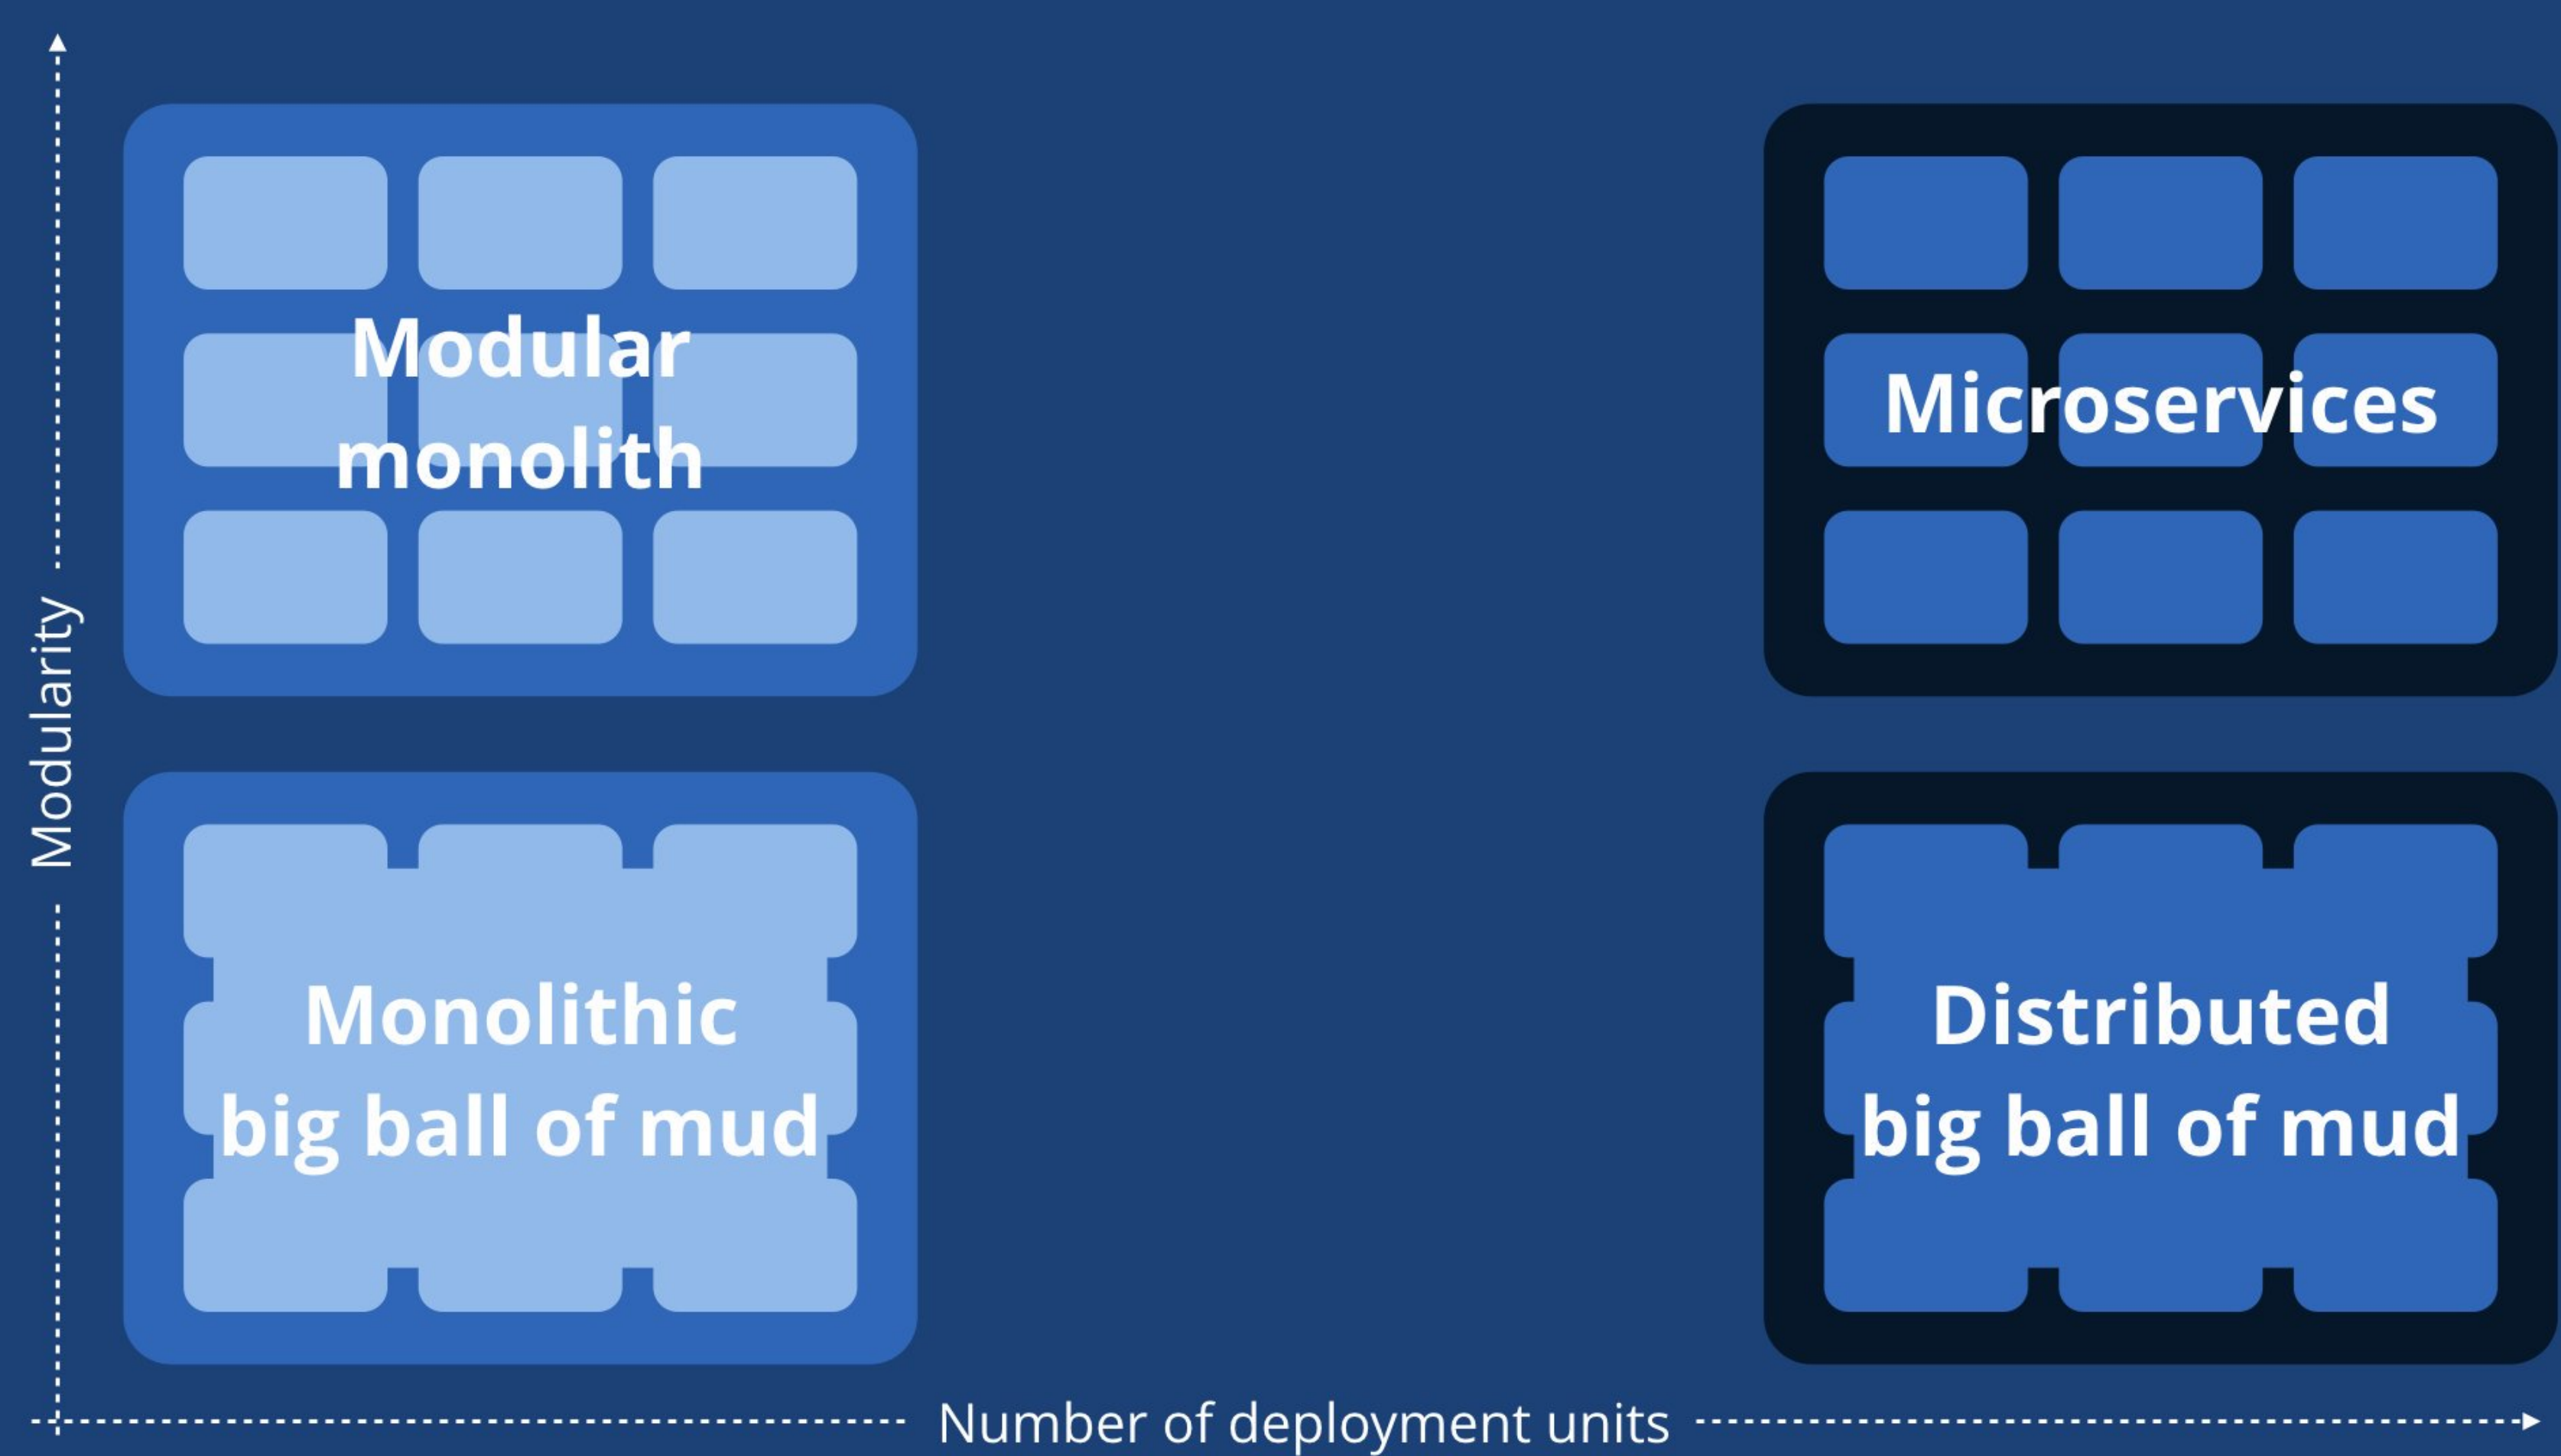 Modular
monolith
Microservices
Modularity
Monolithic
big ball of mud
Distributed
big ball of mud
Number of deployment units